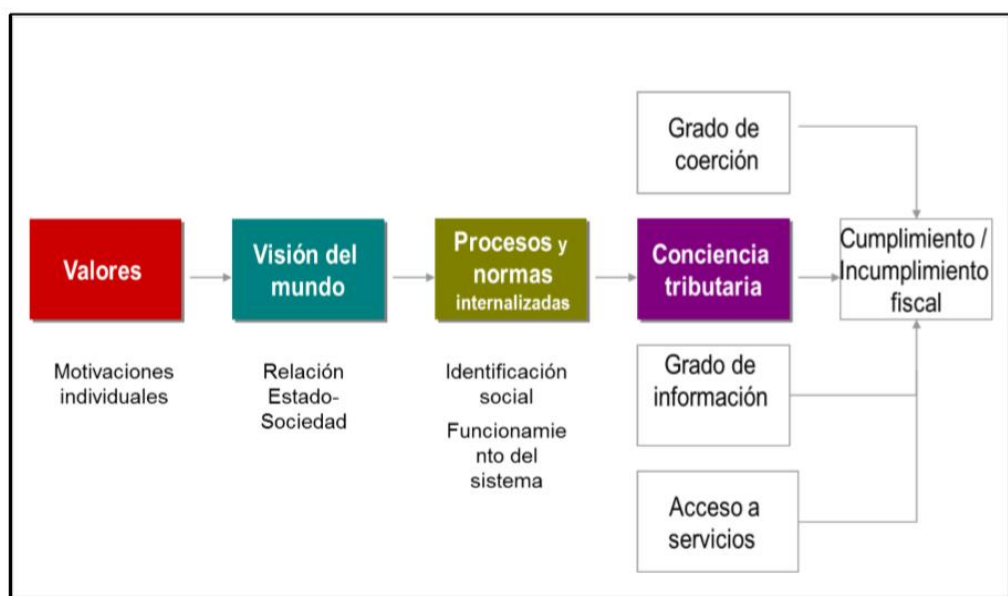 Grado de
coerción
Valores
Visión del
mundo
Procesos y
normas
internalizadas
Conciencia
tributaria
Cumplimiento /
Incumplimiento
fiscal
Motivaciones
individuales
Relación
Estado-
Sociedad
Identificación
social
Funcionamie
nto del
sistema
Grado de
información
Acceso a
servicios